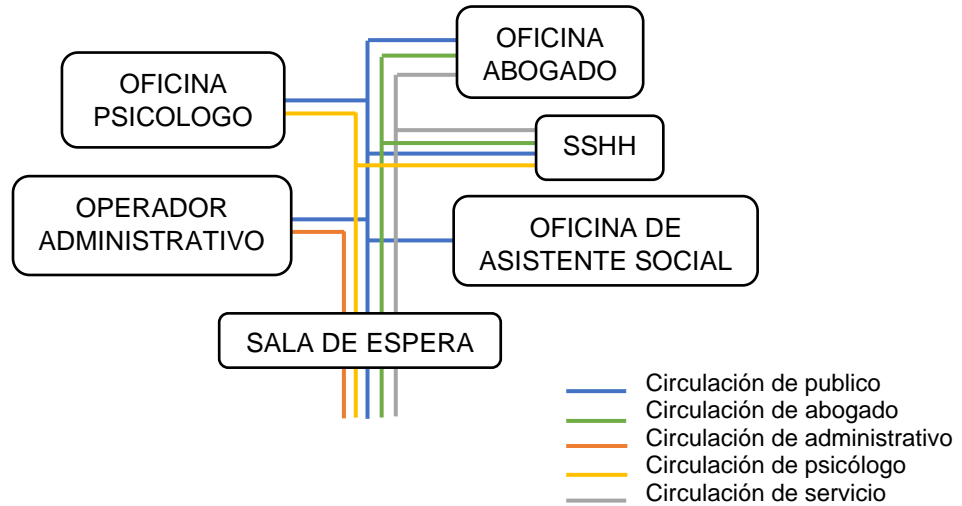 OFICINA
ABOGADO
OFICINA
PSICOLOGO
SSHH
OPERADOR
ADMINISTRATIVO
OFICINA DE
ASISTENTE SOCIAL
SALA DE ESPERA
Circulación de publico
Circulación de abogado
Circulación de administrativo
Circulación de psicólogo
Circulación de servicio